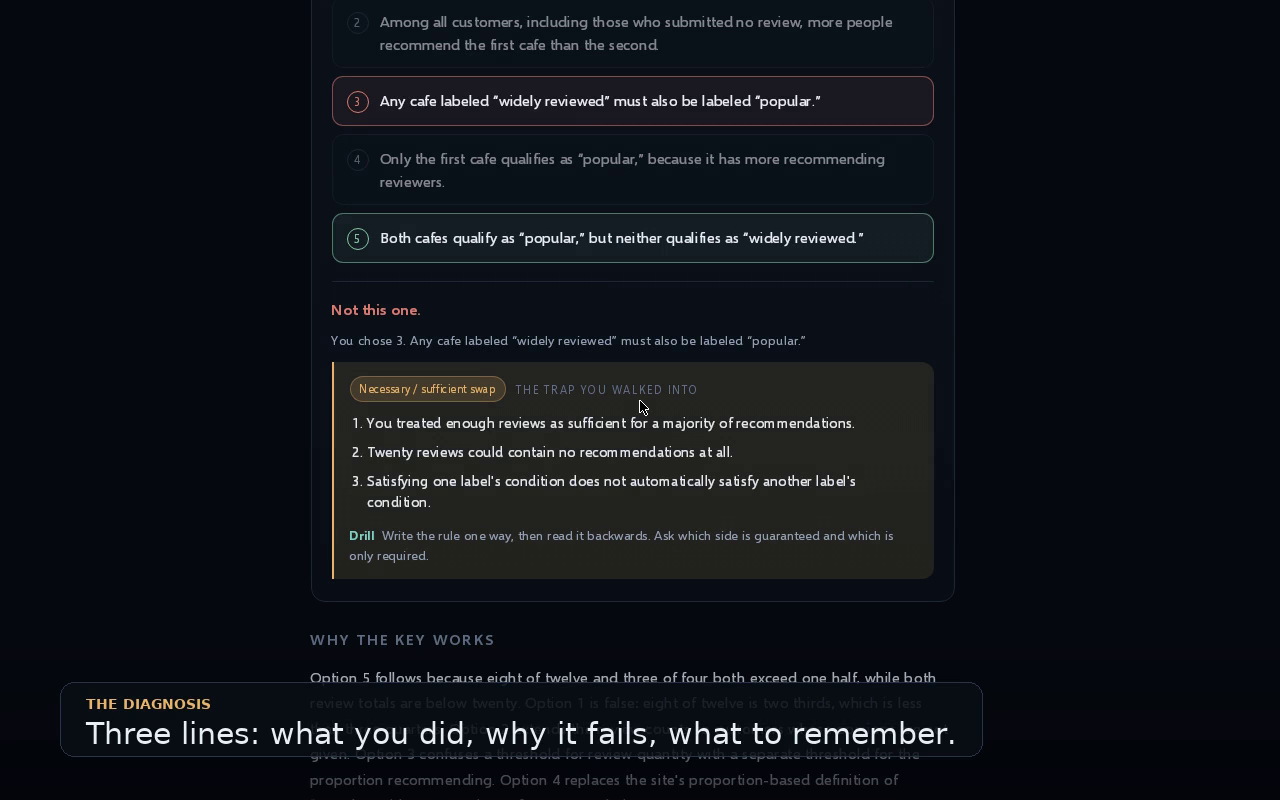 2 Among all customers, including those who submitted no review, more people
recommend the first cafe than the second.
3 Any cafe labeled “widely reviewed” must also be labeled “popular.”
4 Only the first cafe qualifies as “popular,” because it has more recommending
reviewers.
5 Both cafes qualify as “popular,” but neither qualifies as “widely reviewed.”
Not this one.
You chose 3. Any cafe labeled “widely reviewed” must also be labeled “popular.”
Necessary / sufficient swap THE TRAP YOU WALKED INTO
1. You treated enough reviews as sufficient for a majority of recommendations.
2. Twenty reviews could contain no recommendations at all.
3. Satisfying one label's condition does not automatically satisfy another label's
condition.
Drill Write the rule one way, then read it backwards. Ask which side is guaranteed and which is
only required.
WHY THE KEY WORKS
Option 5 follows because eight of twelve and three of four both exceed one half, while both
review totals are below twenty. Option 1 is false: eight of twelve is two thirds, which is less
THE DIAGNOSIS
Three lines: what you did, why it fails, what to remember.
given. Option 3 confuses a threshold for review quantity with a separate threshold for the
proportion recommending. Option 4 replaces the site's proportion-based definition of